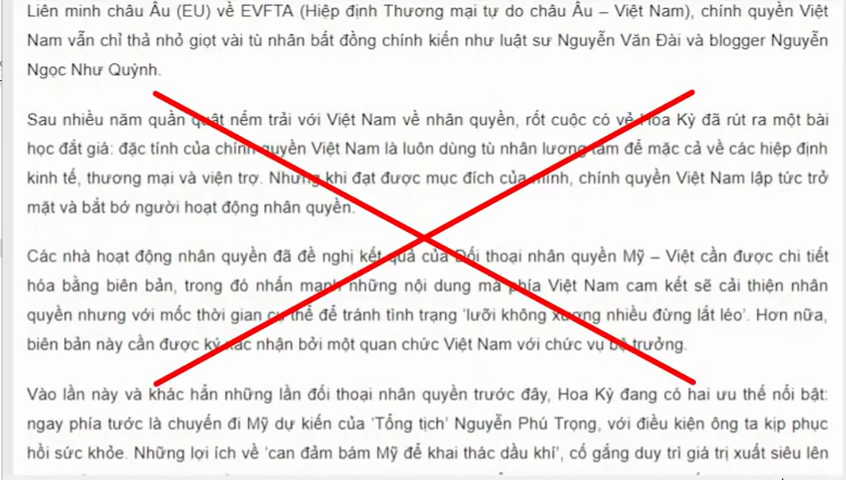 Liên minh châu Âu (EU) về EVFTA (Hiệp định Thương mại tự do châu Âu – Việt Nam), chính quyền Việt
Nam vẫn chỉ thả nhỏ giọt vài tù nhân bất đồng chính kiến như luật sư Nguyễn Văn Đài và blogger Nguyễn
Ngọc Như Quỳnh.
Sau nhiều năm quần quật nếm trải với Việt Nam về nhân quyền, rốt cuộc có vẻ Hoa Kỳ đã rút ra một bài
học đắt giá: đặc tính của chính quyền Việt Nam là luôn dùng tù nhân lương tâm để mặc cả về các hiệp định
kinh tế, thương mại và viện trợ. Nhưng khi đạt được mục đích của mình, chính quyền Việt Nam lập tức trở
mặt và bắt bớ người hoạt động nhân quyền.
Các nhà hoạt động nhân quyền đã đề nghị kết quả của Đối thoại nhân quyền Mỹ – Việt cần được chi tiết
hóa bằng biên bản, trong đó nhấn mạnh những nội dung mà phía Việt Nam cam kết sẽ cải thiện nhân
quyền nhưng với mốc thời gian cụ thể để tránh tình trạng ‘lưỡi không xương nhiều đừng lắt léo’. Hơn nữa,
biên bản này cần được ký xác nhận bởi một quan chức Việt Nam với chức vụ bộ trưởng.
Vào lần này và khác hẳn những lần đối thoại nhân quyền trước đây, Hoa Kỳ đang có hai ưu thế nổi bật:
ngay phía tước là chuyến đi Mỹ dự kiến của ‘Tổng tịch’ Nguyễn Phú Trọng, với điều kiện ông ta kịp phục
hồi sức khỏe. Những lợi ích về ‘can đảm bám Mỹ để khai thác dầu khí’, cố gắng duy trì giá trị xuất siêu lên